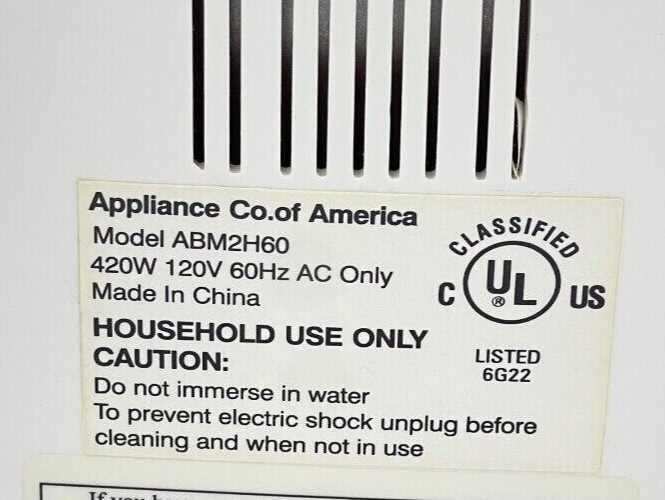 Appliance Co.of America
Model ABM2H60
420W 120V 60Hz AC Only
Made In China
HOUSEHOLD USE ONLY
CAUTION:
Do not immerse in water
To prevent electric shock unplug before
cleaning and when not in use
CLASSIFIED
C UL® US
LISTED
6G22
If you